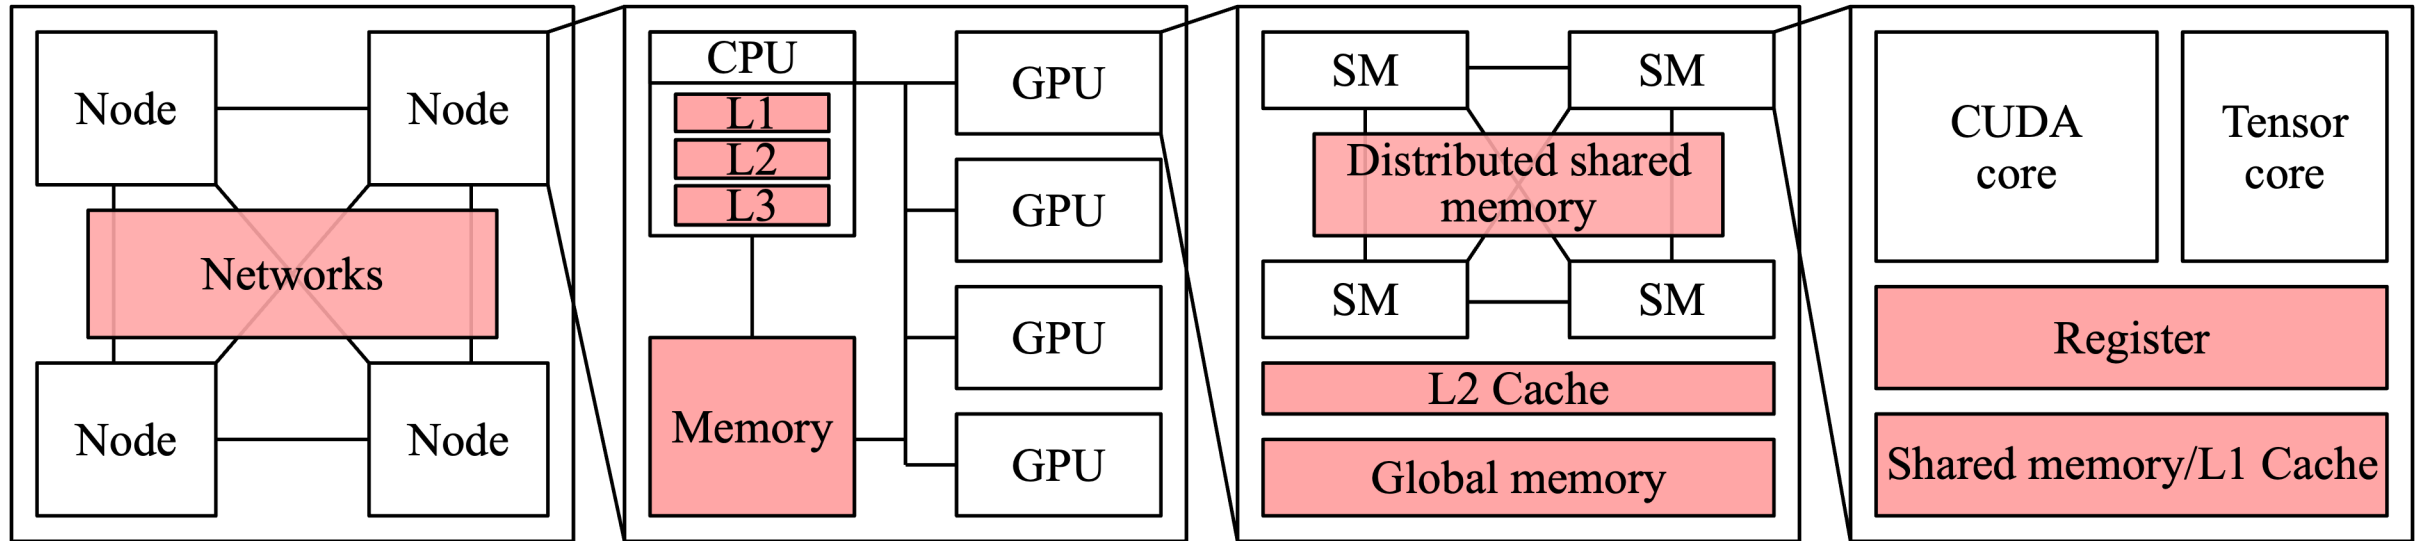 Node
Node
Networks
Node
Node
CPU
L1
L2
L3
Memory
GPU
GPU
GPU
GPU
SM
SM
Distributed shared
memory
SM
SM
L2 Cache
Global memory
CUDA
core
Tensor
core
Register
Shared memory/L1 Cache